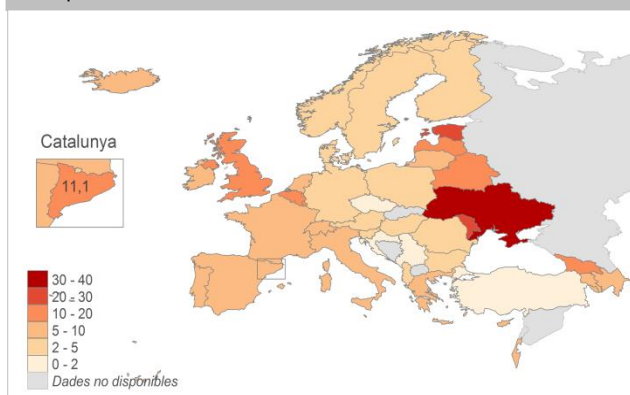 Catalunya
11,1
30 - 40
20 - 30
10 - 20
5 - 10
2 - 5
0 - 2
Dades no disponibles